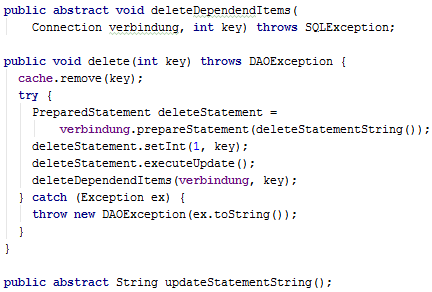 public abstract void deleteDependendItems(
    Connection verbindung, int key) throws SQLException;

public void delete(int key) throws DAOException {
  cache.remove(key);
  try {
    PreparedStatement deleteStatement =
        verbindung.prepareStatement(deleteStatementString());
    deleteStatement.setInt(1, key);
    deleteStatement.executeUpdate();
    deleteDependendItems(verbindung, key);
  } catch (Exception ex) {
    throw new DAOException(ex.toString());
  }
}

public abstract String updateStatementString();